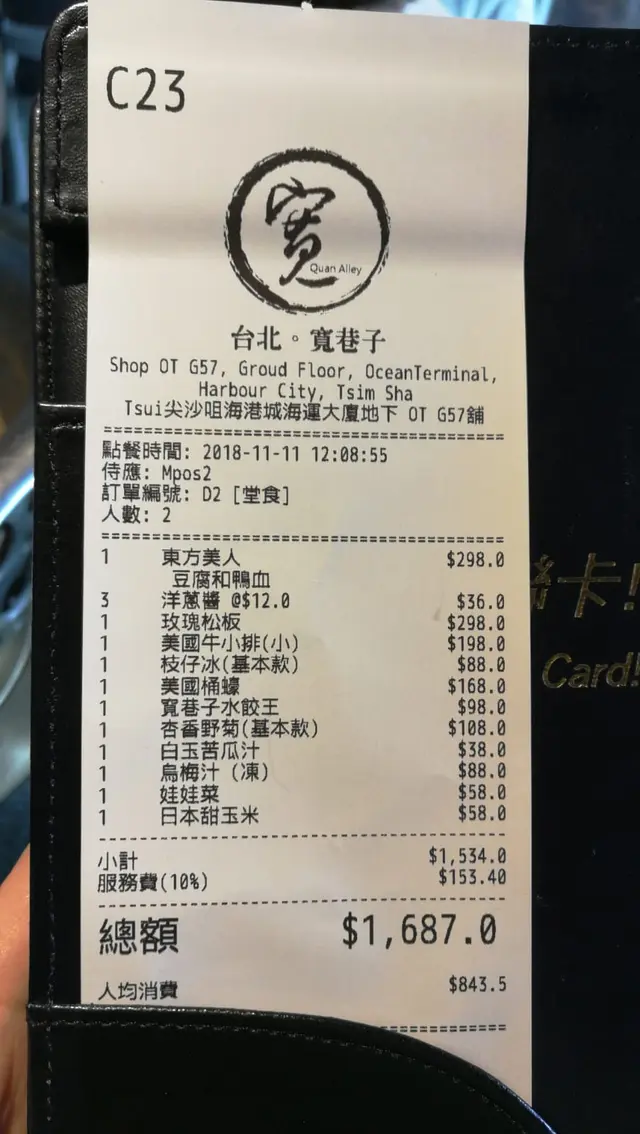 C23
寬
Quan Alley
台北。寬巷子
Shop OT G57, Groud Floor, OceanTerminal,
Harbour City, Tsim Sha
Tsui尖沙咀海港城海運大廈地下 OT G57舖
點餐時間: 2018-11-11 12:08:55
侍應: Mpos2
訂單編號: D2 [堂食]
人數: 2
1 東方美人 $298.0
豆腐和鴨血
3 洋蔥醬 @$12.0 $36.0
1 玫瑰松板 $298.0
1 美國牛小排(小) $198.0
1 枝仔冰(基本款) $88.0
1 美國桶蠔 $168.0
1 寬巷子水餃王 $98.0
1 杏香野菊(基本款) $108.0
1 白玉苦瓜汁 $38.0
1 烏梅汁 (凍) $88.0
1 娃娃菜 $58.0
1 日本甜玉米 $58.0
小計 $1,534.0
服務費(10%) $153.40
總額 $1,687.0
人均消費 $843.5
卡!
Card!